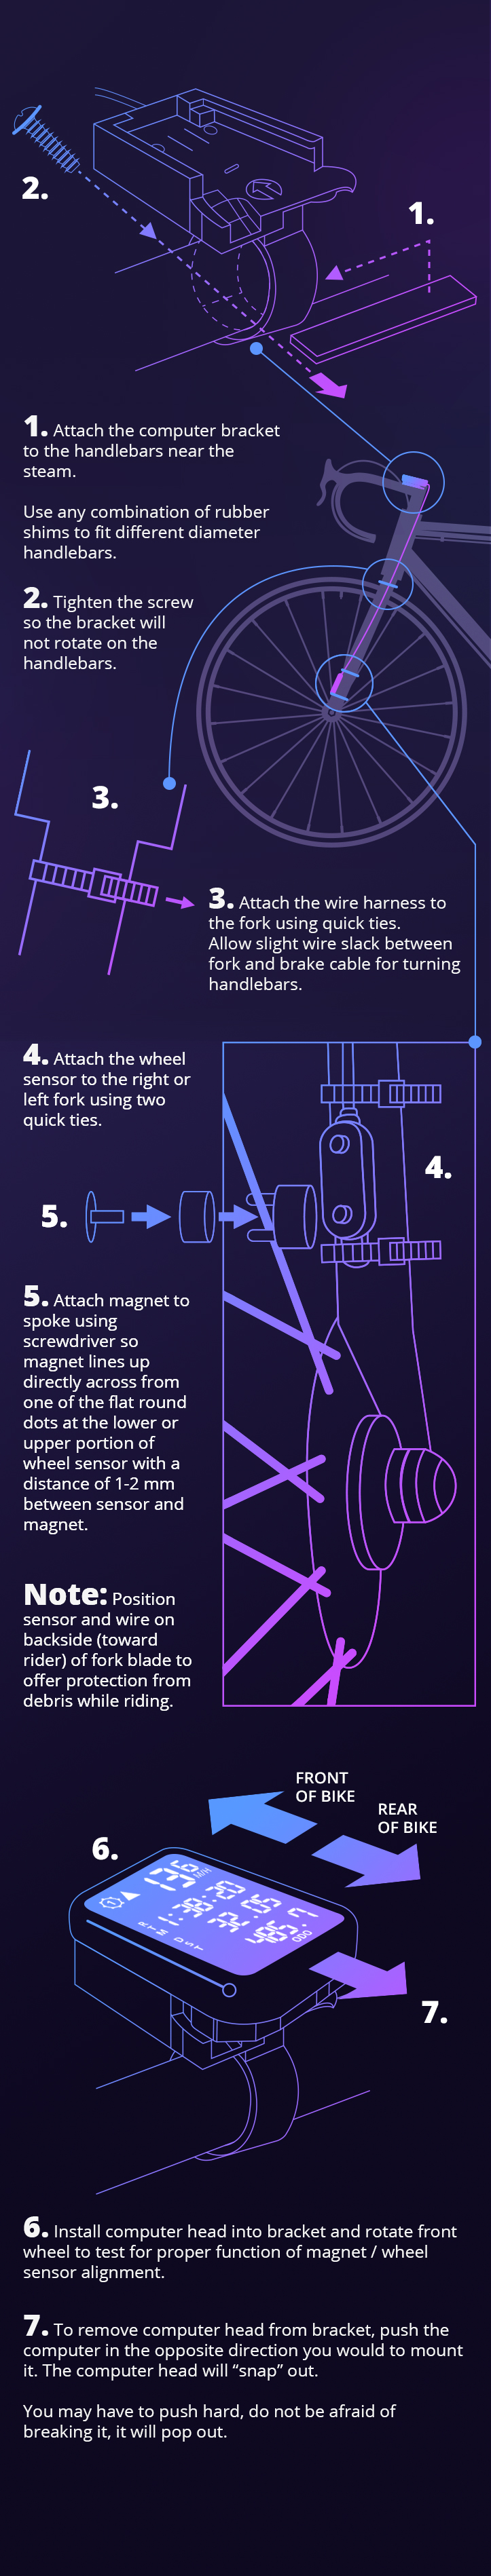 2.
1.
1. Attach the computer bracket
to the handlebars near the
steam.
Use any combination of rubber
shims to fit different diameter
handlebars.
2. Tighten the screw
so the bracket will
not rotate on the
handlebars.
3.
3. Attach the wire harness to
the fork using quick ties.
Allow slight wire slack between
fork and brake cable for turning
handlebars.
4. Attach the wheel
sensor to the right or
left fork using two
quick ties.
4.
5.
5. Attach magnet to
spoke using
screwdriver so
magnet lines up
directly across from
one of the flat round
dots at the lower or
upper portion of
wheel sensor with a
distance of 1-2 mm
between sensor and
magnet.
Note: Position
sensor and wire on
backside (toward
rider) of fork blade to
offer protection from
debris while riding.
FRONT
OF BIKE
REAR
OF BIKE
6.
M/H
ODO
RTM DST
7.
6. Install computer head into bracket and rotate front
wheel to test for proper function of magnet / wheel
sensor alignment.
7. To remove computer head from bracket, push the
computer in the opposite direction you would to mount
it. The computer head will “snap” out.
You may have to push hard, do not be afraid of
breaking it, it will pop out.